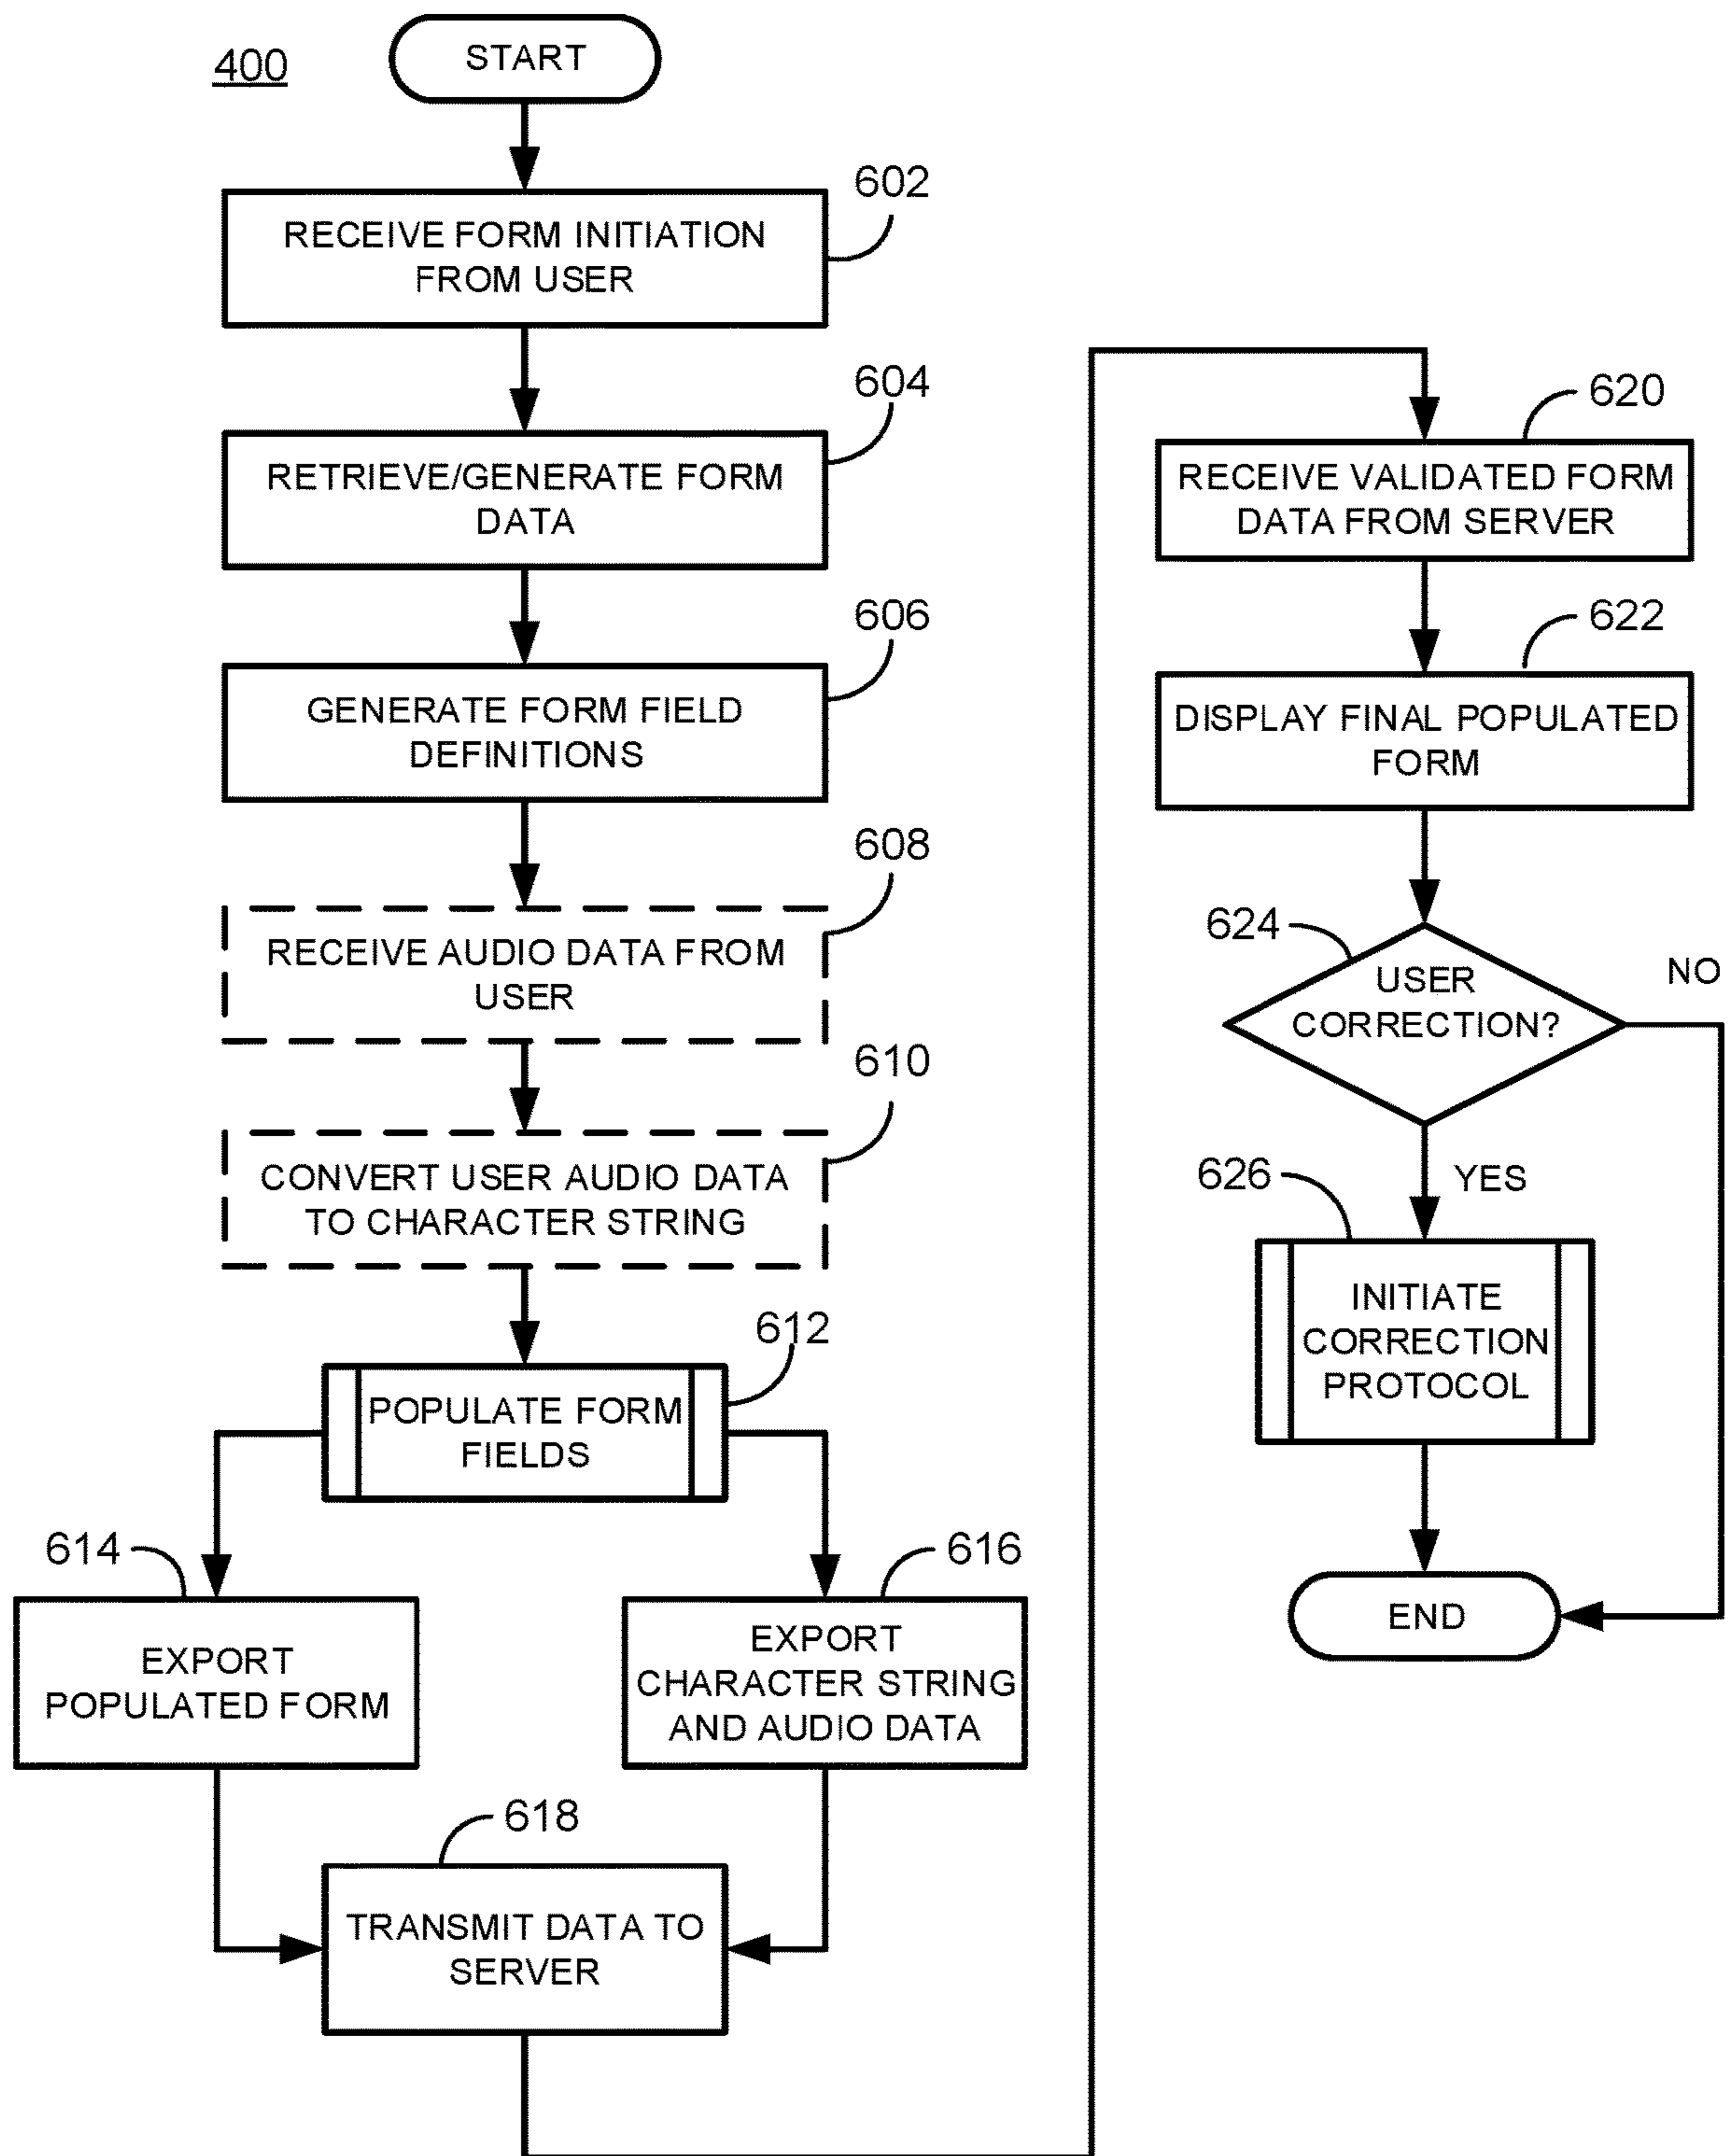 400
START
602
RECEIVE FORM INITIATION
FROM USER
604
RETRIEVE/GENERATE FORM
DATA
606
GENERATE FORM FIELD
DEFINITIONS
608
RECEIVE AUDIO DATA FROM
USER
610
CONVERT USER AUDIO DATA
TO CHARACTER STRING
612
POPULATE FORM
FIELDS
614
EXPORT
POPULATED FORM
616
EXPORT
CHARACTER STRING
AND AUDIO DATA
618
TRANSMIT DATA TO
SERVER
620
RECEIVE VALIDATED FORM
DATA FROM SERVER
622
DISPLAY FINAL POPULATED
FORM
624
USER
CORRECTION?
NO
YES
626
INITIATE
CORRECTION
PROTOCOL
END